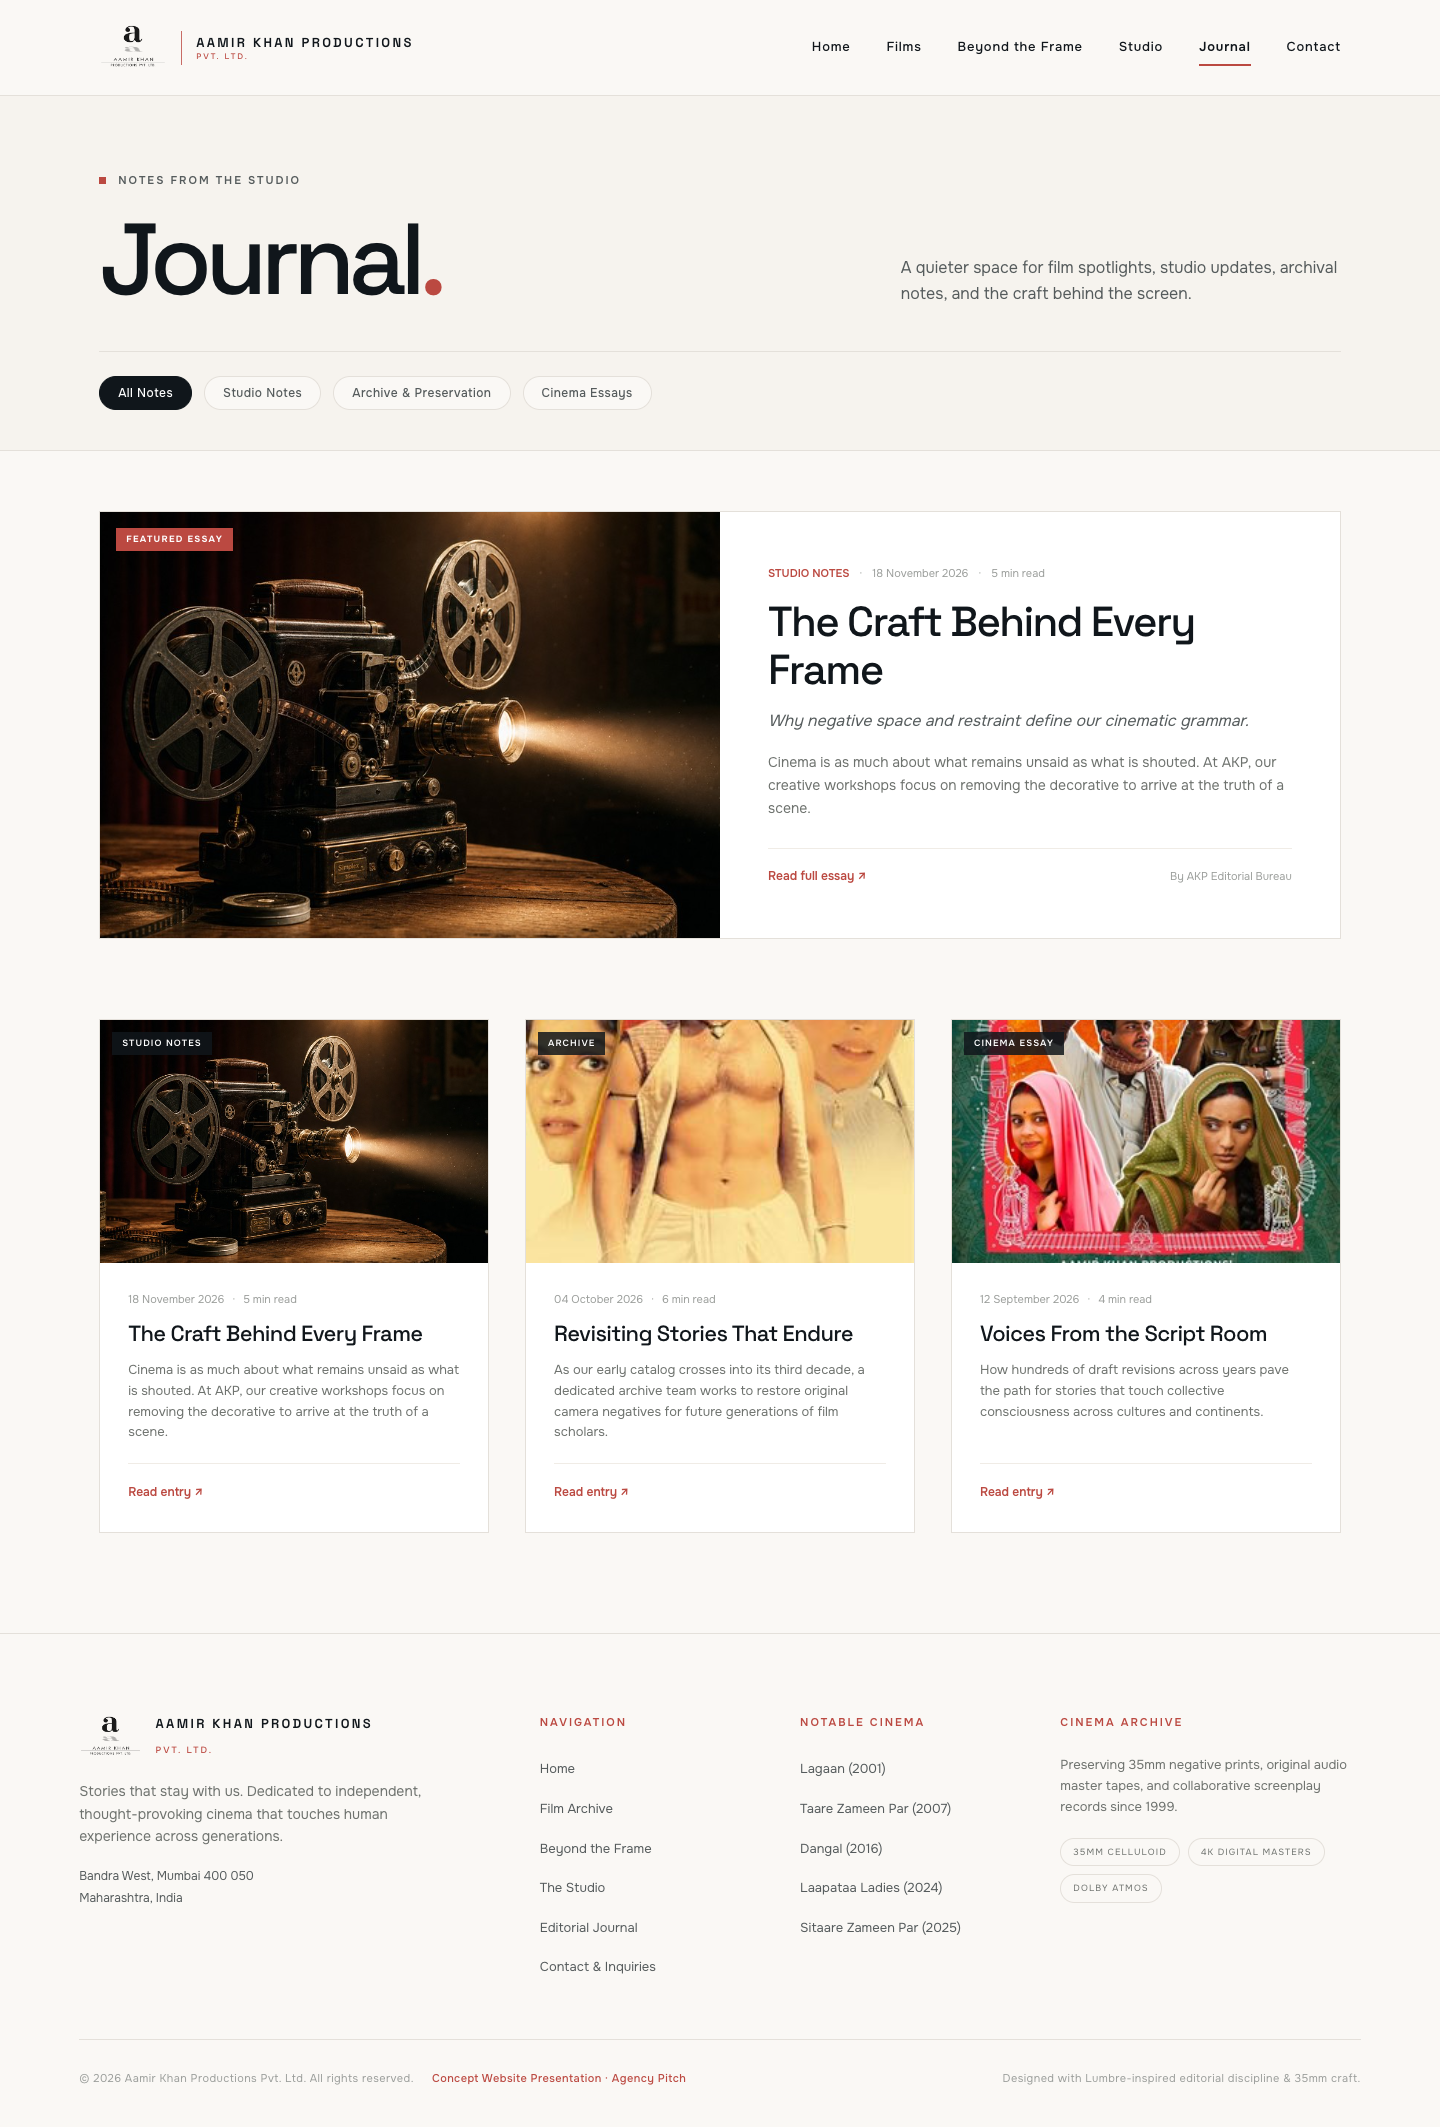 a
AAMIR KHAN
PRODUCTIONS PVT LTD
AAMIR KHAN PRODUCTIONS
PVT. LTD.
Home
Films
Beyond the Frame
Studio
Journal
Contact
NOTES FROM THE STUDIO
Journal.
A quieter space for film spotlights, studio updates, archival
notes, and the craft behind the screen.
All Notes
Studio Notes
Archive & Preservation
Cinema Essays
FEATURED ESSAY
Simplex
STUDIO NOTES · 18 November 2026 · 5 min read
The Craft Behind Every
Frame
Why negative space and restraint define our cinematic grammar.
Cinema is as much about what remains unsaid as what is shouted. At AKP, our
creative workshops focus on removing the decorative to arrive at the truth of a
scene.
Read full essay ↗
By AKP Editorial Bureau
STUDIO NOTES
18 November 2026 · 5 min read
The Craft Behind Every Frame
Cinema is as much about what remains unsaid as what
is shouted. At AKP, our creative workshops focus on
removing the decorative to arrive at the truth of a
scene.
Read entry ↗
ARCHIVE
04 October 2026 · 6 min read
Revisiting Stories That Endure
As our early catalog crosses into its third decade, a
dedicated archive team works to restore original
camera negatives for future generations of film
scholars.
Read entry ↗
CINEMA ESSAY
AAMIR KHAN PRODUCTIONS'
12 September 2026 · 4 min read
Voices From the Script Room
How hundreds of draft revisions across years pave
the path for stories that touch collective
consciousness across cultures and continents.
Read entry ↗
a
AAMIR KHAN
PRODUCTIONS PVT LTD
AAMIR KHAN PRODUCTIONS
PVT. LTD.
Stories that stay with us. Dedicated to independent,
thought-provoking cinema that touches human
experience across generations.
Bandra West, Mumbai 400 050
Maharashtra, India
NAVIGATION
Home
Film Archive
Beyond the Frame
The Studio
Editorial Journal
Contact & Inquiries
NOTABLE CINEMA
Lagaan (2001)
Taare Zameen Par (2007)
Dangal (2016)
Laapataa Ladies (2024)
Sitaare Zameen Par (2025)
CINEMA ARCHIVE
Preserving 35mm negative prints, original audio
master tapes, and collaborative screenplay
records since 1999.
35MM CELLULOID
4K DIGITAL MASTERS
DOLBY ATMOS
© 2026 Aamir Khan Productions Pvt. Ltd. All rights reserved.
Concept Website Presentation · Agency Pitch
Designed with Lumbre-inspired editorial discipline & 35mm craft.